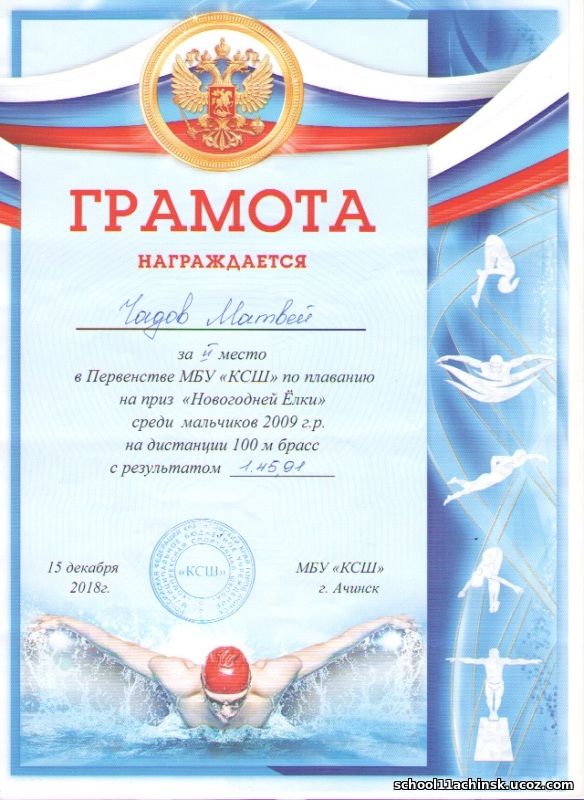 ГРАМОТА
НАГРАЖДАЕТСЯ
Чадов Матвей
за II место
в Первенстве МБУ «КСШ» по плаванию
на приз «Новогодней Ёлки»
среди мальчиков 2009 г.р.
на дистанции 100 м брасс
с результатом 1.45,91
15 декабря
2018г.
«КСШ»
МБУ «КСШ»
г. Ачинск
school11achinsk.ucoz.com